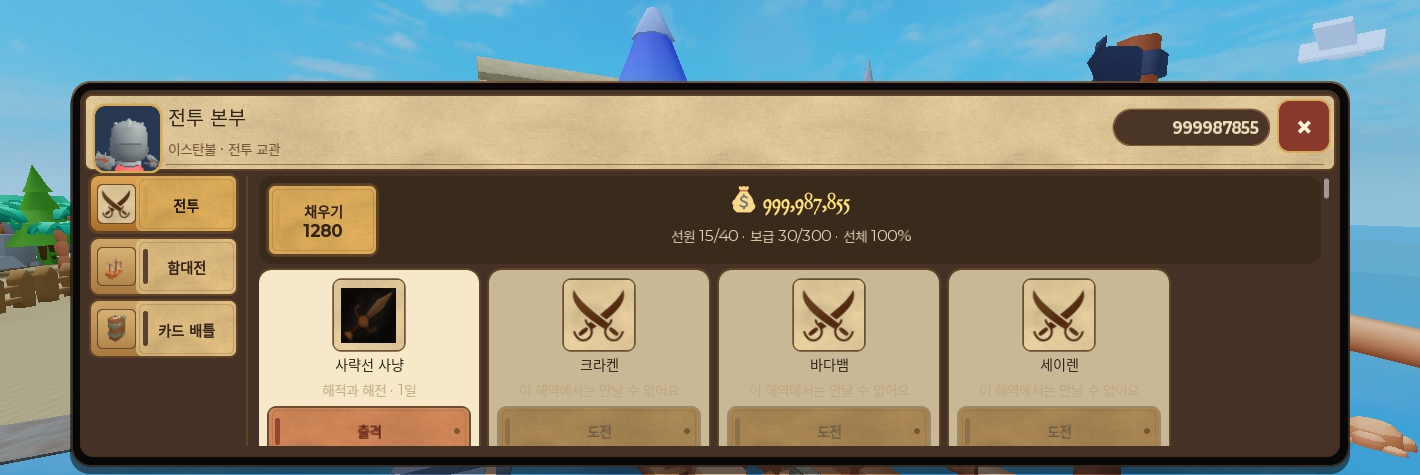 전투 본부
이스탄불 · 전투 교관
999987855
전투
함대전
카드 배틀
채우기
1280
999,987,855
선원 15/40 · 보급 30/300 · 선체 100%
사략선 사냥
해적과 해전 · 1일
출격
크라켄
이 해역에서는 만날 수 없어요
도전
바다뱀
이 해역에서는 만날 수 없어요
도전
세이렌
이 해역에서는 만날 수 없어요
도전